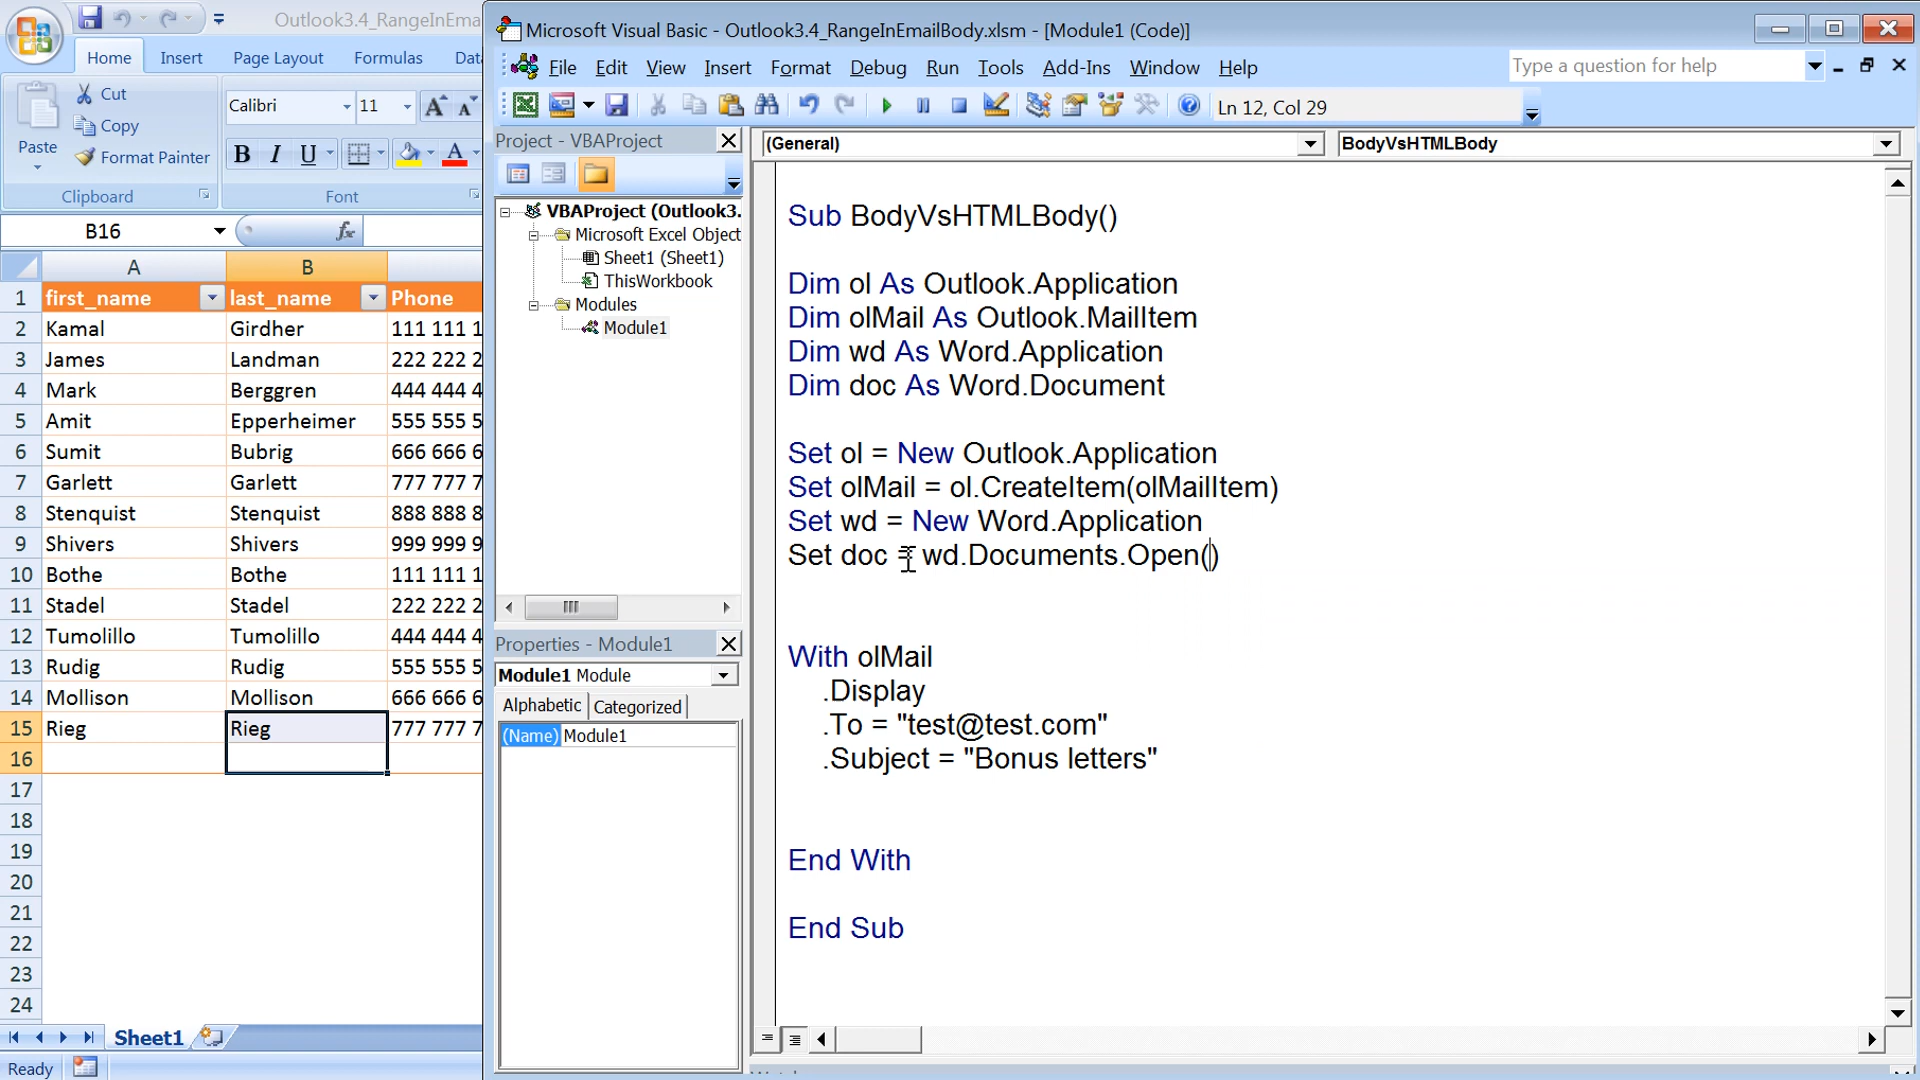 Outlook3.4_RangeInEma
Home Insert Page Layout Formulas Dat
Paste
Cut
Copy
Format Painter
Clipboard
Calibri 11
A A
B I U A
Font
B16 fx
A B
1 first_name last_name Phone
2 Kamal Girdher 111 111 1
3 James Landman 222 222 2
4 Mark Berggren 444 444 4
5 Amit Epperheimer 555 555 5
6 Sumit Bubrig 666 666 6
7 Garlett Garlett 777 777 7
8 Stenquist Stenquist 888 888 8
9 Shivers Shivers 999 999 9
10 Bothe Bothe 111 111 1
11 Stadel Stadel 222 222 2
12 Tumolillo Tumolillo 444 444 4
13 Rudig Rudig 555 555 5
14 Mollison Mollison 666 666 6
15 Rieg Rieg 777 777 7
16
17
18
19
20
21
22
23
24
Sheet1
Ready
Microsoft Visual Basic - Outlook3.4_RangeInEmailBody.xlsm - [Module1 (Code)]
File Edit View Insert Format Debug Run Tools Add-Ins Window Help
Type a question for help
Ln 12, Col 29
Project - VBAProject
VBAProject (Outlook3.
Microsoft Excel Object
Sheet1 (Sheet1)
ThisWorkbook
Modules
Module1
Properties - Module1
Module1 Module
Alphabetic Categorized
(Name) Module1
(General) BodyVsHTMLBody
Sub BodyVsHTMLBody()
Dim ol As Outlook.Application
Dim olMail As Outlook.MailItem
Dim wd As Word.Application
Dim doc As Word.Document
Set ol = New Outlook.Application
Set olMail = ol.CreateItem(olMailItem)
Set wd = New Word.Application
Set doc = wd.Documents.Open()
With olMail
.Display
.To = "test@test.com"
.Subject = "Bonus letters"
End With
End Sub